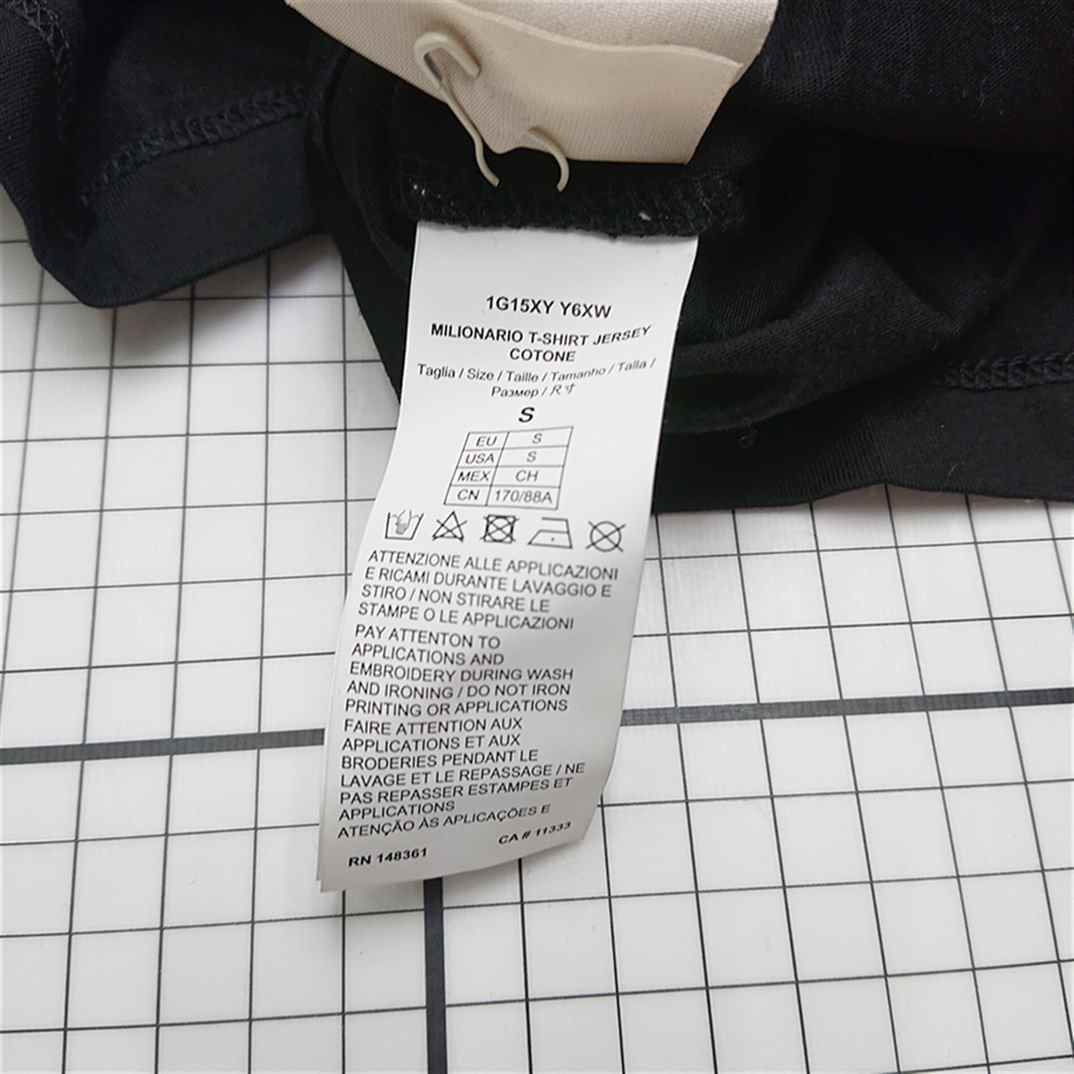 1G15XY Y6XW
MILIONARIO T-SHIRT JERSEY
COTONE
Taglia / Size / Taille / Tamanho / Talla /
Размер / 尺寸
S
EU S
USA S
MEX CH
CN 170/88A
ATTENZIONE ALLE APPLICAZIONI
E RICAMI DURANTE LAVAGGIO E
STIRO / NON STIRARE LE
STAMPE O LE APPLICAZIONI
PAY ATTENTON TO
APPLICATIONS AND
EMBROIDERY DURING WASH
AND IRONING / DO NOT IRON
PRINTING OR APPLICATIONS
FAIRE ATTENTION AUX
APPLICATIONS ET AUX
BRODERIES PENDANT LE
LAVAGE ET LE REPASSAGE / NE
PAS REPASSER ESTAMPES ET
APPLICATIONS
ATENÇÃO ÀS APLICAÇÕES E
RN 148361 CA # 11333